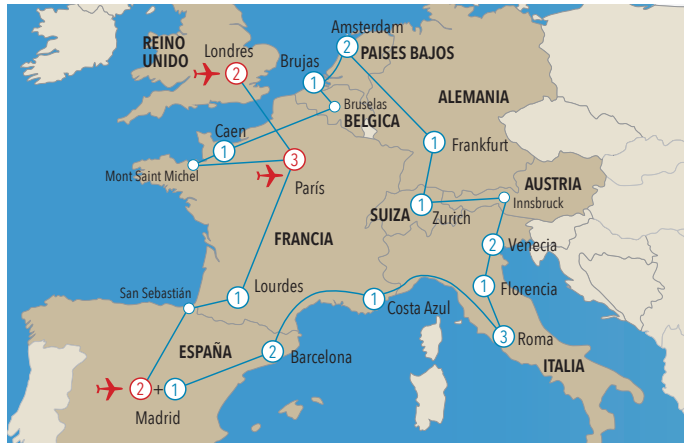 Amsterdam
REINO
UNIDO
Londres
2
PAISES BAJOS
Brujas
2
1
ALEMANIA
Bruselas
BELGICA
Caen
1
1
Frankfurt
Mont Saint Michel
3
París
AUSTRIA
Innsbruck
SUIZA
1
Zurich
FRANCIA
2
Venecia
San Sebastián
1
Lourdes
1
Florencia
1
Costa Azul
ESPAÑA
2
Barcelona
3
Roma
ITALIA
2 + 1
Madrid